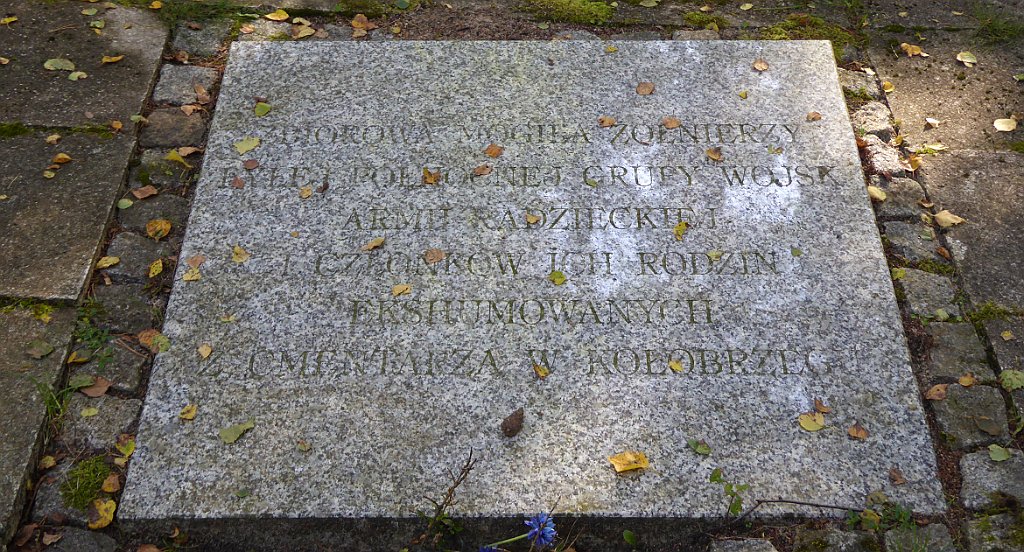 ZBIOROWA MOGIŁA ŻOŁNIERZY
BYŁEJ PÓŁNOCNEJ GRUPY WOJSK
ARMII RADZIECKIEJ
I CZŁONKÓW ICH RODZIN
EKSHUMOWANYCH
Z CMENTARZA W KOŁOBRZEGU